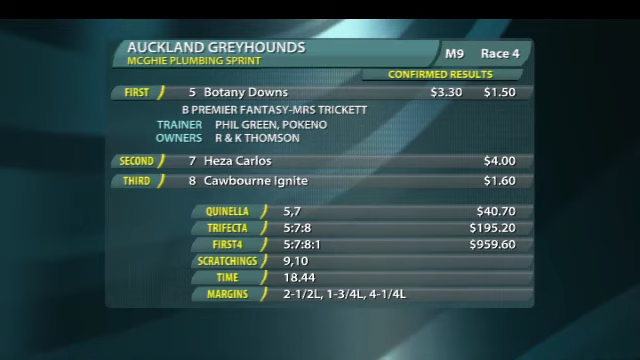 AUCKLAND GREYHOUNDS M9 Race 4
MCGHIE PLUMBING SPRINT
CONFIRMED RESULTS
FIRST 5 Botany Downs $3.30 $1.50
B PREMIER FANTASY-MRS TRICKETT
TRAINER PHIL GREEN, POKENO
OWNERS R & K THOMSON
SECOND 7 Heza Carlos $4.00
THIRD 8 Cawbourne Ignite $1.60
QUINELLA 5,7 $40.70
TRIFECTA 5:7:8 $195.20
FIRST4 5:7:8:1 $959.60
SCRATCHINGS 9,10
TIME 18.44
MARGINS 2-1/2L, 1-3/4L, 4-1/4L